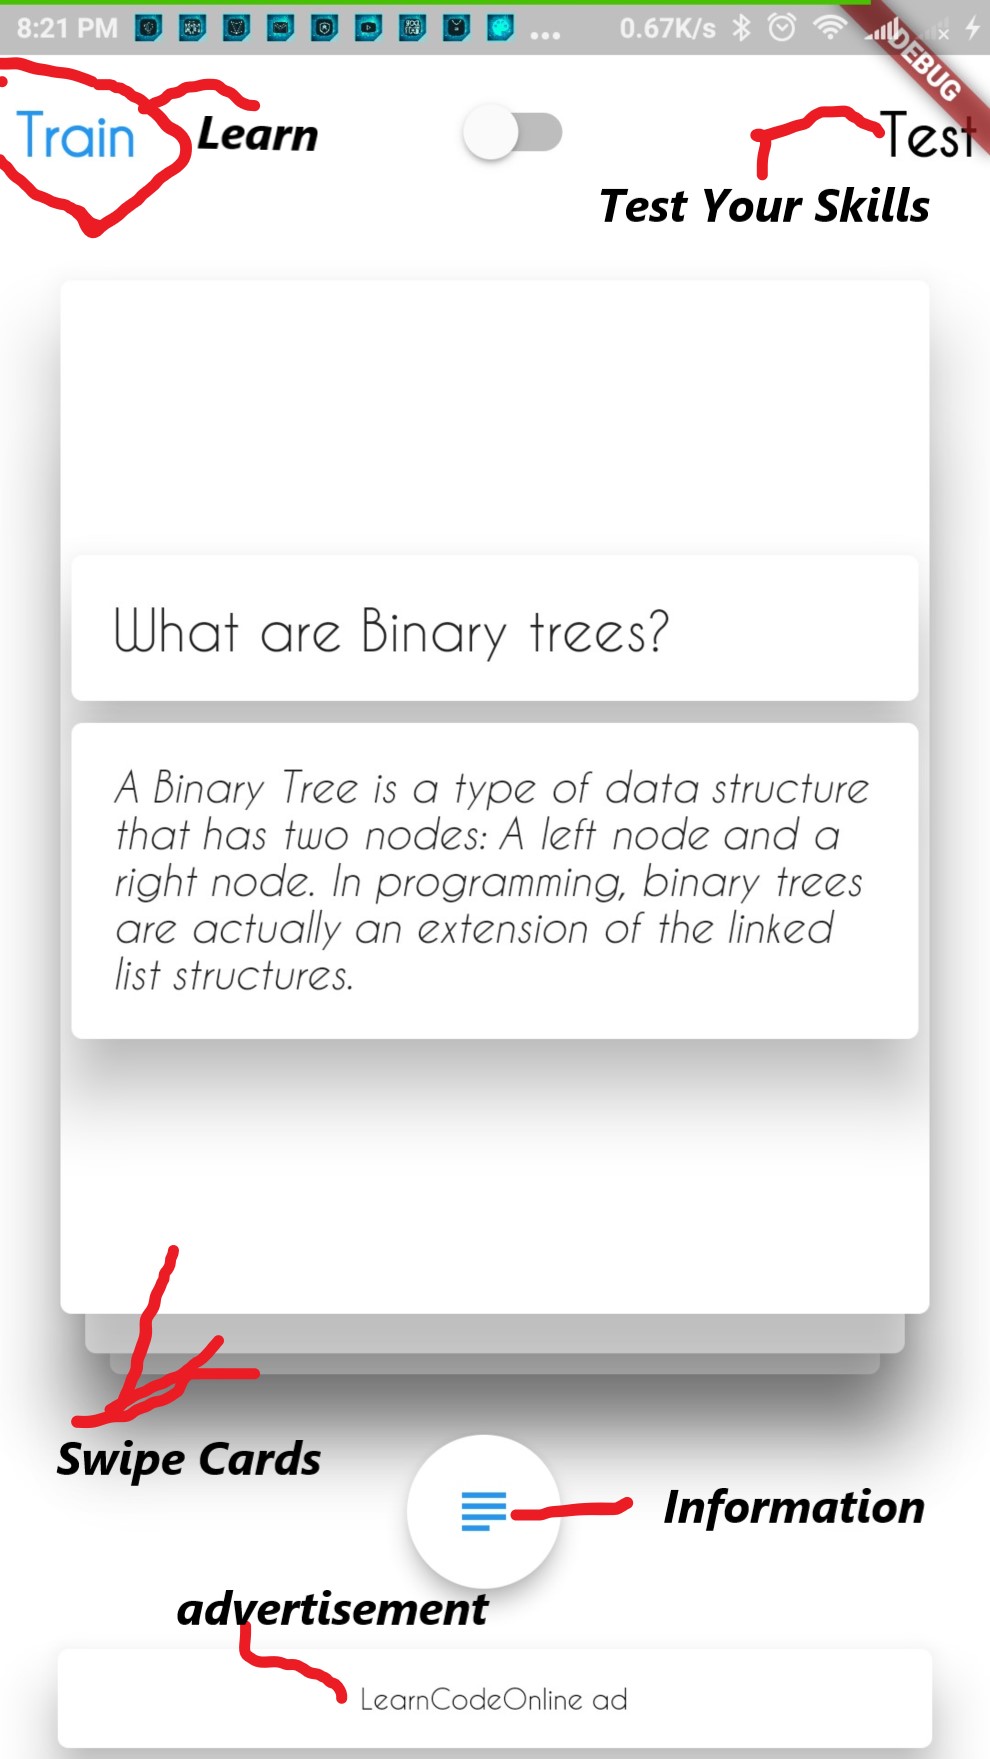 8:21 PM
0.67K/s
DEBUG
Train
Learn
Test
Test Your Skills
What are Binary trees?
A Binary Tree is a type of data structure
that has two nodes: A left node and a
right node. In programming, binary trees
are actually an extension of the linked
list structures.
Swipe Cards
Information
advertisement
LearnCodeOnline ad